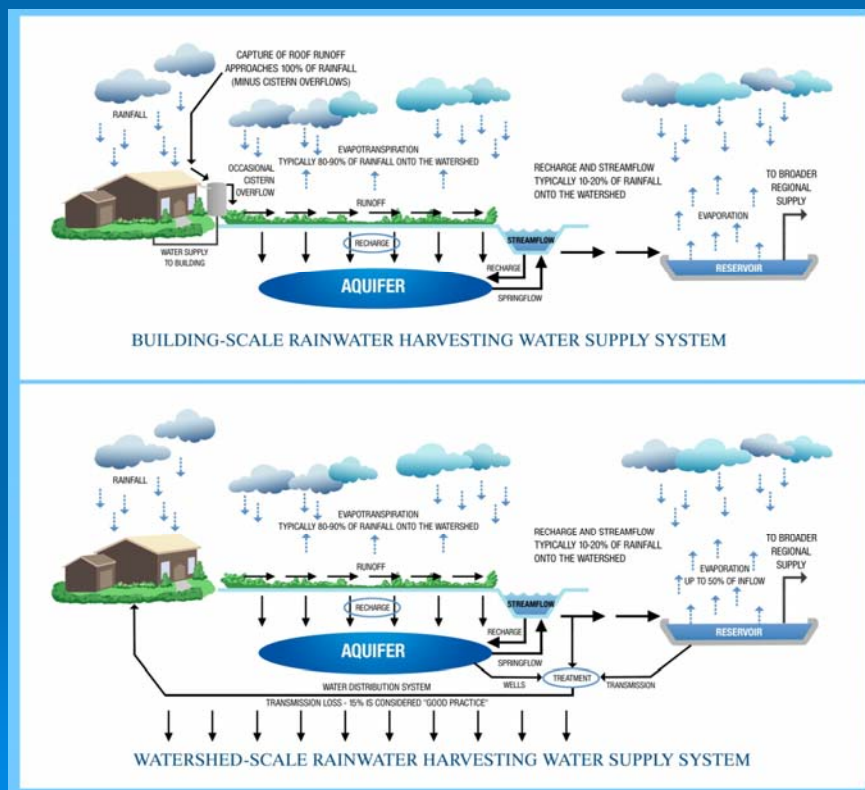 CAPTURE OF ROOF RUNOFF
APPROACHES 100% OF RAINFALL
(MINUS CISTERN OVERFLOWS)
RAINFALL
EVAPOTRANSPIRATION
TYPICALLY 80-90% OF RAINFALL ONTO THE WATERSHED
OCCASIONAL
CISTERN
OVERFLOW
RECHARGE AND STREAMFLOW
TYPICALLY 10-20% OF RAINFALL
ONTO THE WATERSHED
TO BROADER
REGIONAL
SUPPLY
RUNOFF
EVAPORATION
WATER SUPPLY
TO BUILDING
RECHARGE
STREAMFLOW
RECHARGE
RESERVOIR
AQUIFER
SPRINGFLOW
BUILDING-SCALE RAINWATER HARVESTING WATER SUPPLY SYSTEM
RAINFALL
EVAPOTRANSPIRATION
TYPICALLY 80-90% OF RAINFALL ONTO THE WATERSHED
RECHARGE AND STREAMFLOW
TYPICALLY 10-20% OF RAINFALL
ONTO THE WATERSHED
TO BROADER
REGIONAL
SUPPLY
RUNOFF
EVAPORATION
UP TO 50% OF INFLOW
RECHARGE
STREAMFLOW
RECHARGE
RESERVOIR
AQUIFER
SPRINGFLOW
WELLS
TREATMENT
TRANSMISSION
WATER DISTRIBUTION SYSTEM
TRANSMISSION LOSS - 15% IS CONSIDERED "GOOD PRACTICE"
WATERSHED-SCALE RAINWATER HARVESTING WATER SUPPLY SYSTEM